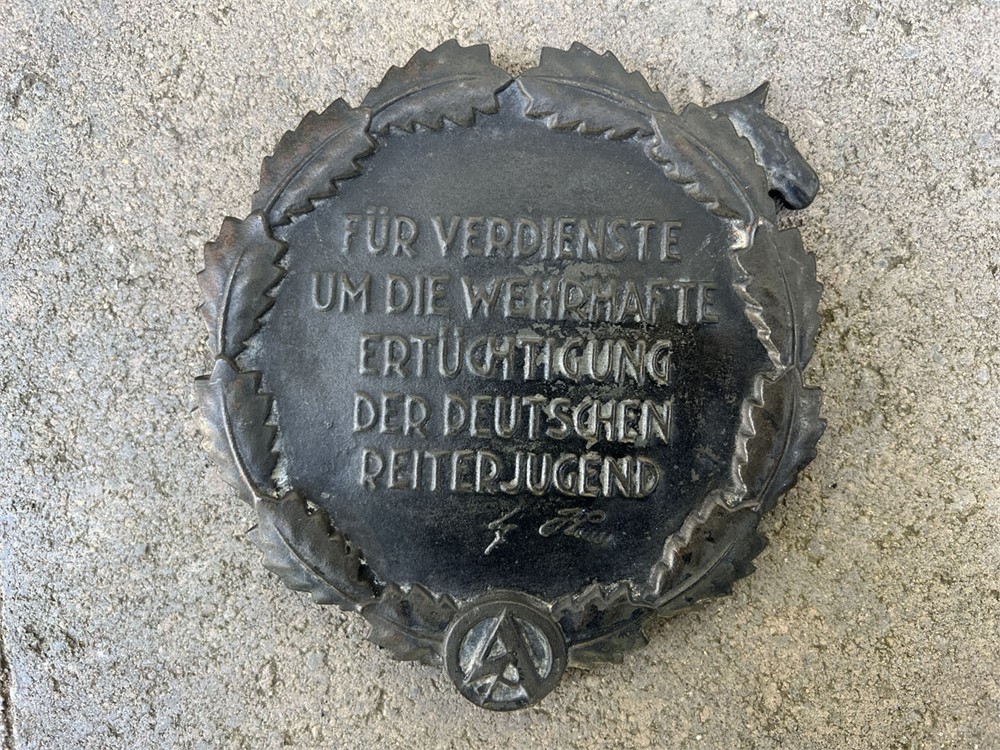 FÜR VERDIENSTE
UM DIE WEHRHAFTE
ERTÜCHTIGUNG
DER DEUTSCHEN
REITERJUGEND